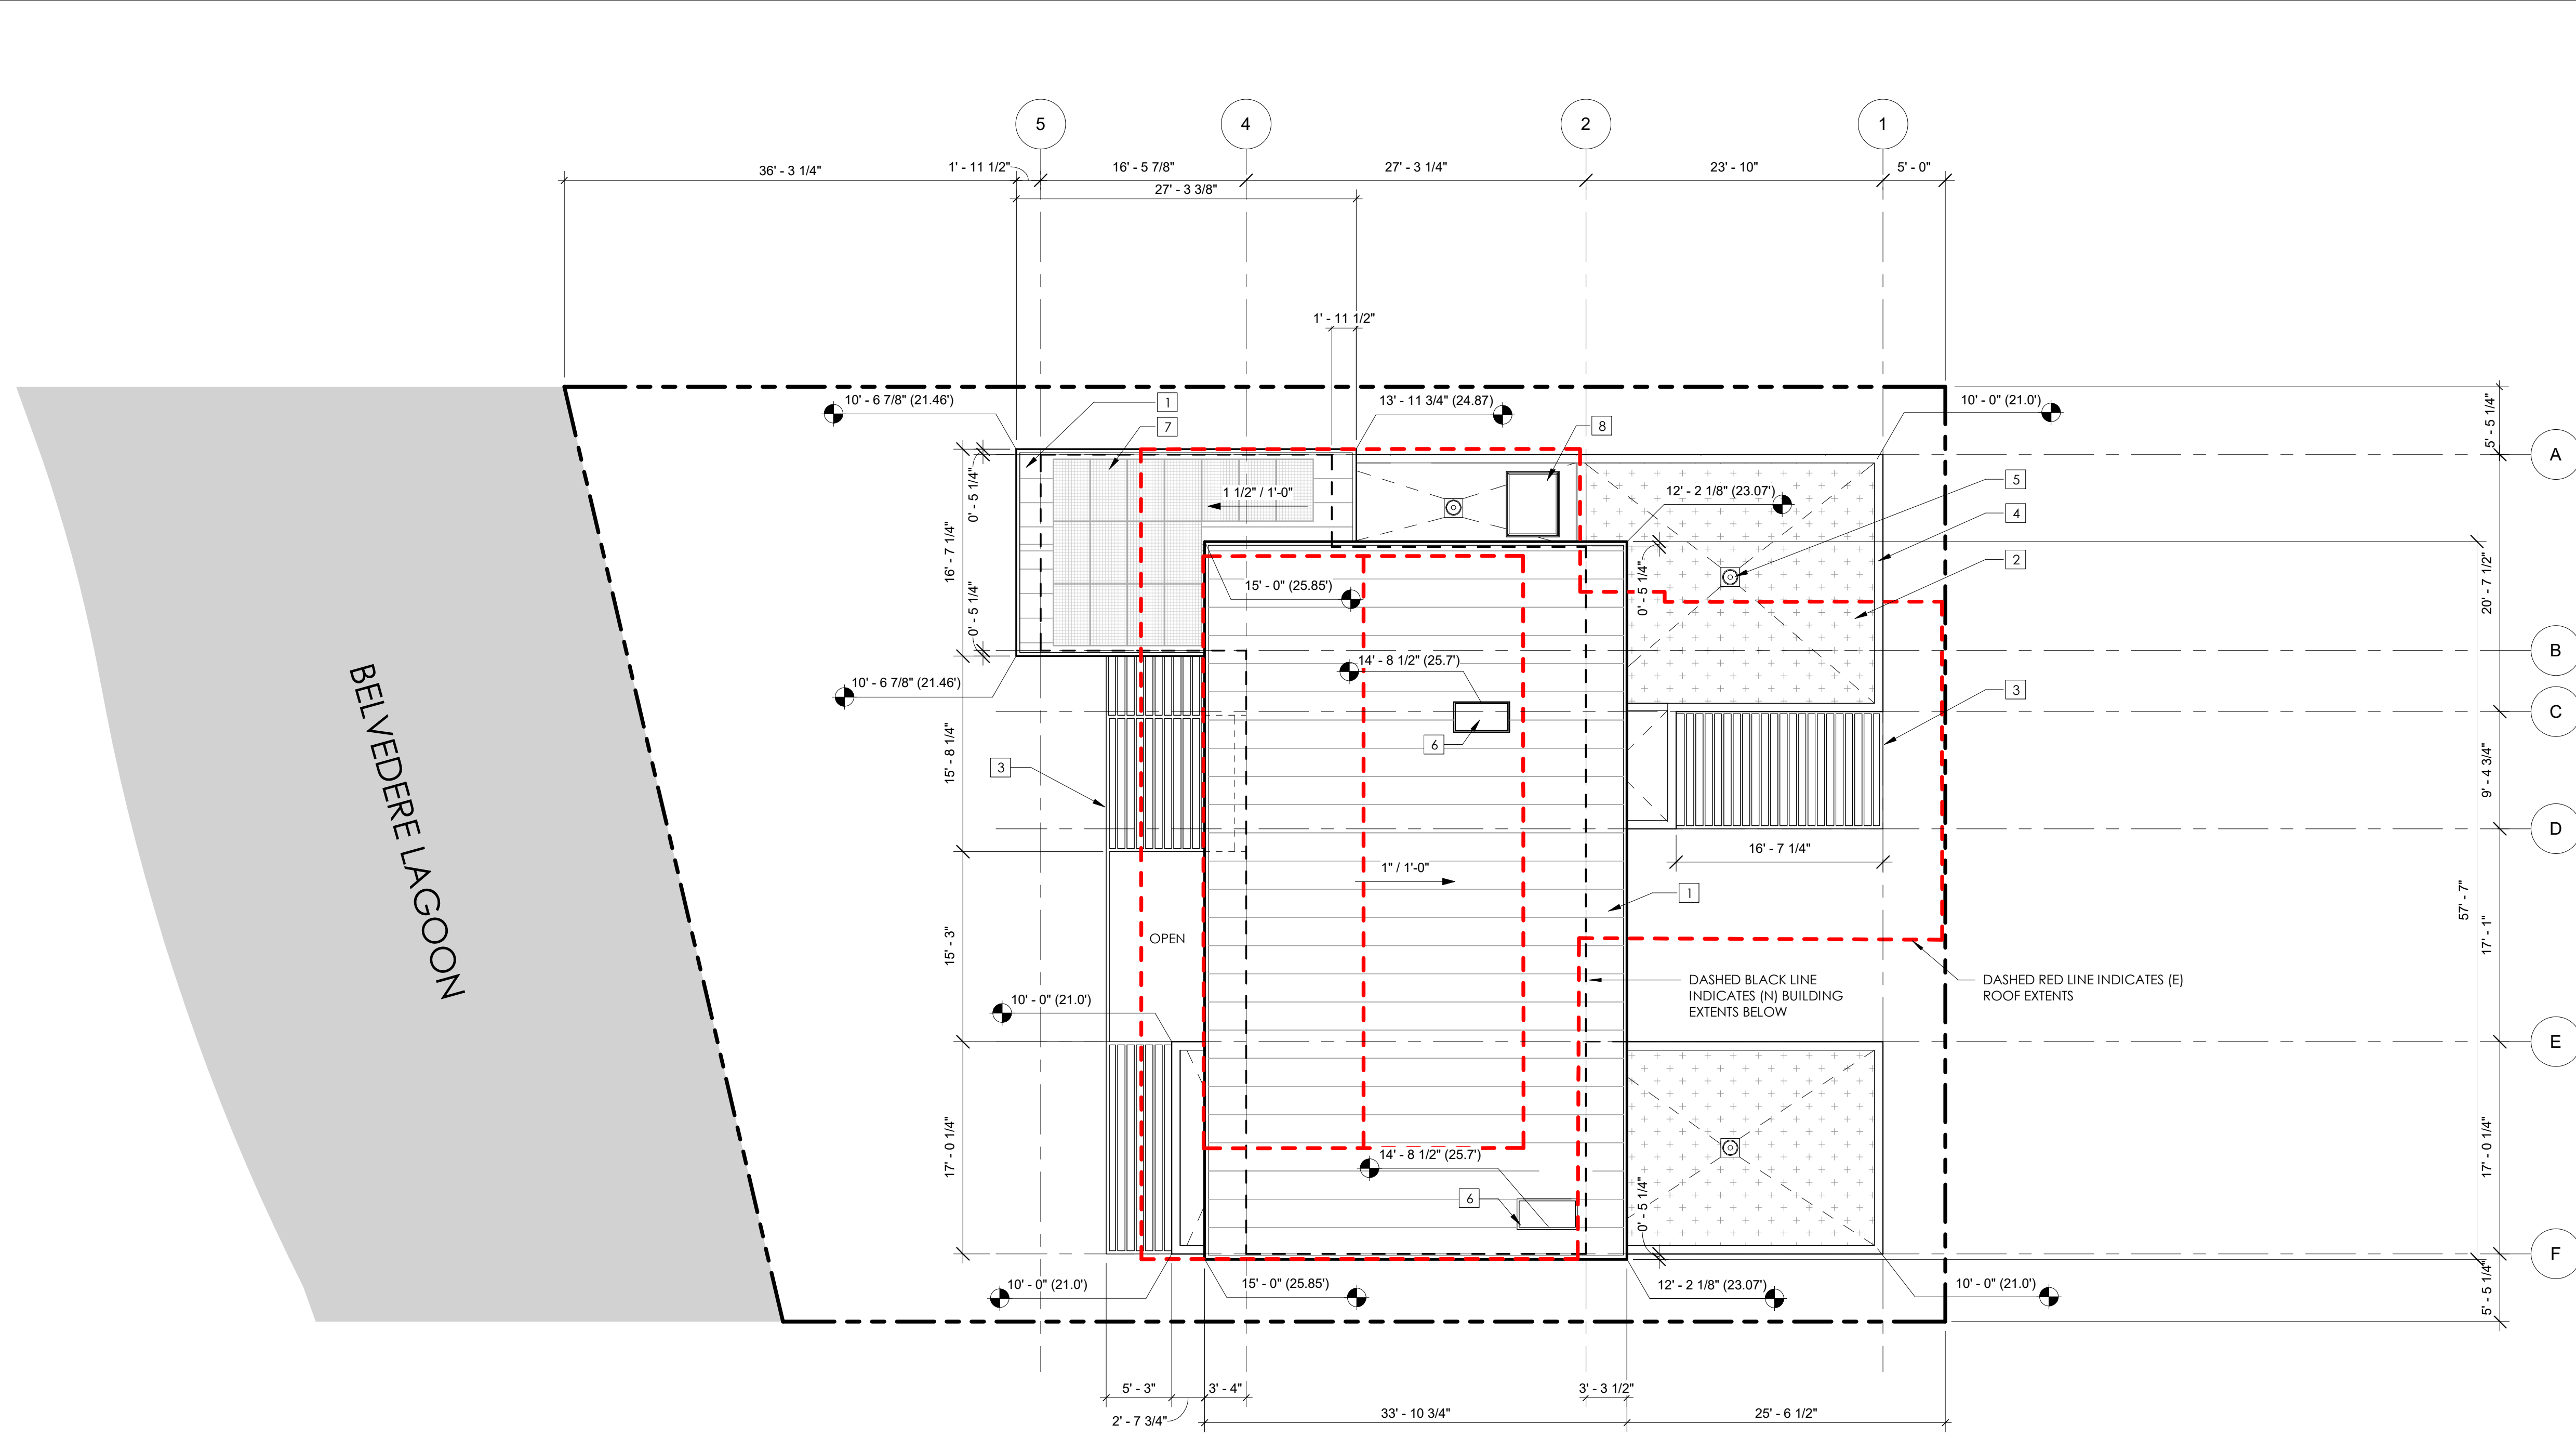 5
4
2
1
36' - 3 1/4"
1' - 11 1/2"
16' - 5 7/8"
27' - 3 1/4"
23' - 10"
5' - 0"
27' - 3 3/8"
1' - 11 1/2"
10' - 6 7/8" (21.46')
1
7
13' - 11 3/4" (24.87)
8
10' - 0" (21.0')
5' - 5 1/4"
A
0' - 5 1/4"
1 1/2" / 1'-0"
12' - 2 1/8" (23.07')
5
4
2
16' - 7 1/4"
0' - 5 1/4"
15' - 0" (25.85')
0' - 5 1/4"
20' - 7 1/2"
B
14' - 8 1/2" (25.7')
10' - 6 7/8" (21.46')
3
C
6
15' - 8 1/4"
3
9' - 4 3/4"
D
16' - 7 1/4"
1" / 1'-0"
1
57' - 7"
BELVEDERE LAGOON
OPEN
15' - 3"
17' - 1"
DASHED BLACK LINE
INDICATES (N) BUILDING
EXTENTS BELOW
DASHED RED LINE INDICATES (E)
ROOF EXTENTS
10' - 0" (21.0')
E
17' - 0 1/4"
14' - 8 1/2" (25.7')
6
0' - 5 1/4"
17' - 0 1/4"
F
10' - 0" (21.0')
15' - 0" (25.85')
12' - 2 1/8" (23.07')
10' - 0" (21.0')
5' - 5 1/4"
5' - 3"
3' - 4"
3' - 3 1/2"
2' - 7 3/4"
33' - 10 3/4"
25' - 6 1/2"